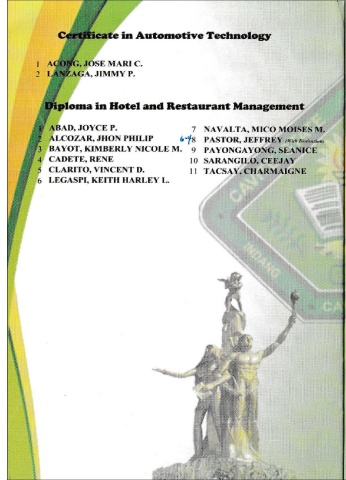 Certificate in Automotive Technology
1 ACONG, JOSE MARI C.
2 LANZAGA, JIMMY P.
Diploma in Hotel and Restaurant Management
1 ABAD, JOYCE P.
2 ALCOZAR, JHON PHILIP
3 BAYOT, KIMBERLY NICOLE M.
4 CADETE, RENE
5 CLARITO, VINCENT D.
6 LEGASPI, KEITH HARLEY L.
7 NAVALTA, MICO MOISES M.
8 PASTOR, JEFFREY
9 PAYONGAYONG, SEANICE
10 SARANGILO, CEEJAY
11 TACSAY, CHARMAIGNE
CAV
INDANG